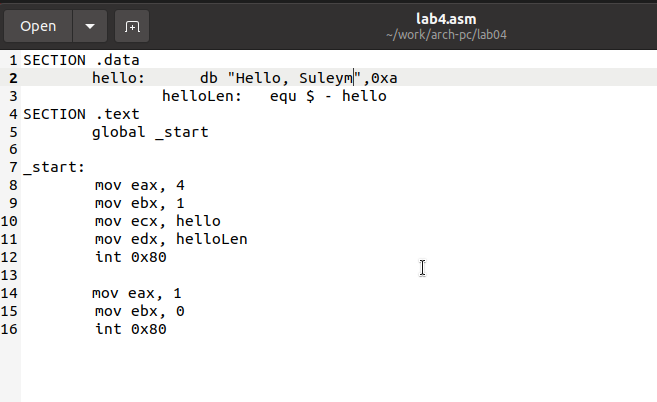 Open
lab4.asm
~/work/arch-pc/lab04
1 SECTION .data
2 hello: db "Hello, Suleym",0xa
3 helloLen: equ $ - hello
4 SECTION .text
5 global _start
6
7 _start:
8 mov eax, 4
9 mov ebx, 1
10 mov ecx, hello
11 mov edx, helloLen
12 int 0x80
13
14 mov eax, 1
15 mov ebx, 0
16 int 0x80